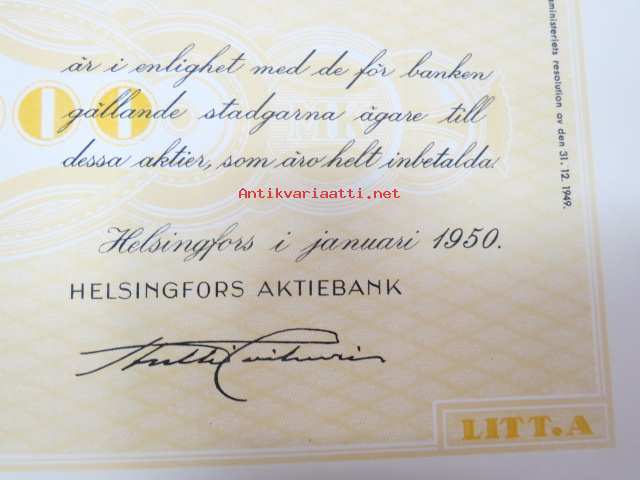 är i enlighet med de för banken
gällande stadgarna ägare till
dessa aktier, som äro helt inbetalda.
Antikvariaatti.net
Helsingfors i januari 1950.
HELSINGFORS AKTIEBANK
LITT. A
MK
ministeriets resolution av den 31. 12. 1949.